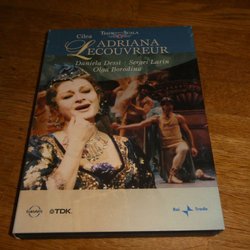 TEATRO ALLA SCALA
Cilea
ADRIANA
LECOUVREUR
Daniela Dessì · Sergei Larin
Olga Borodina
TDK
Rai Trade